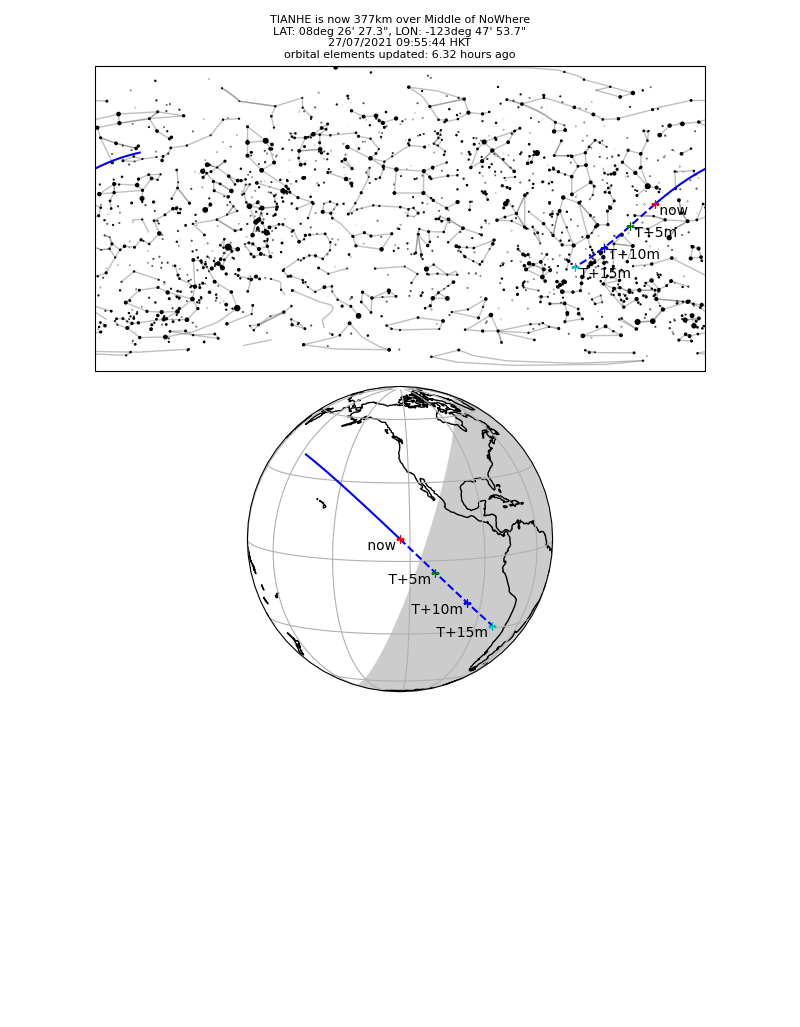 TIANHE is now 377km over Middle of NoWhere
LAT: 08deg 26' 27.3", LON: -123deg 47' 53.7"
27/07/2021 09:55:44 HKT
orbital elements updated: 6.32 hours ago
now
T+5m
T+10m
T+15m
now
T+5m
T+10m
T+15m